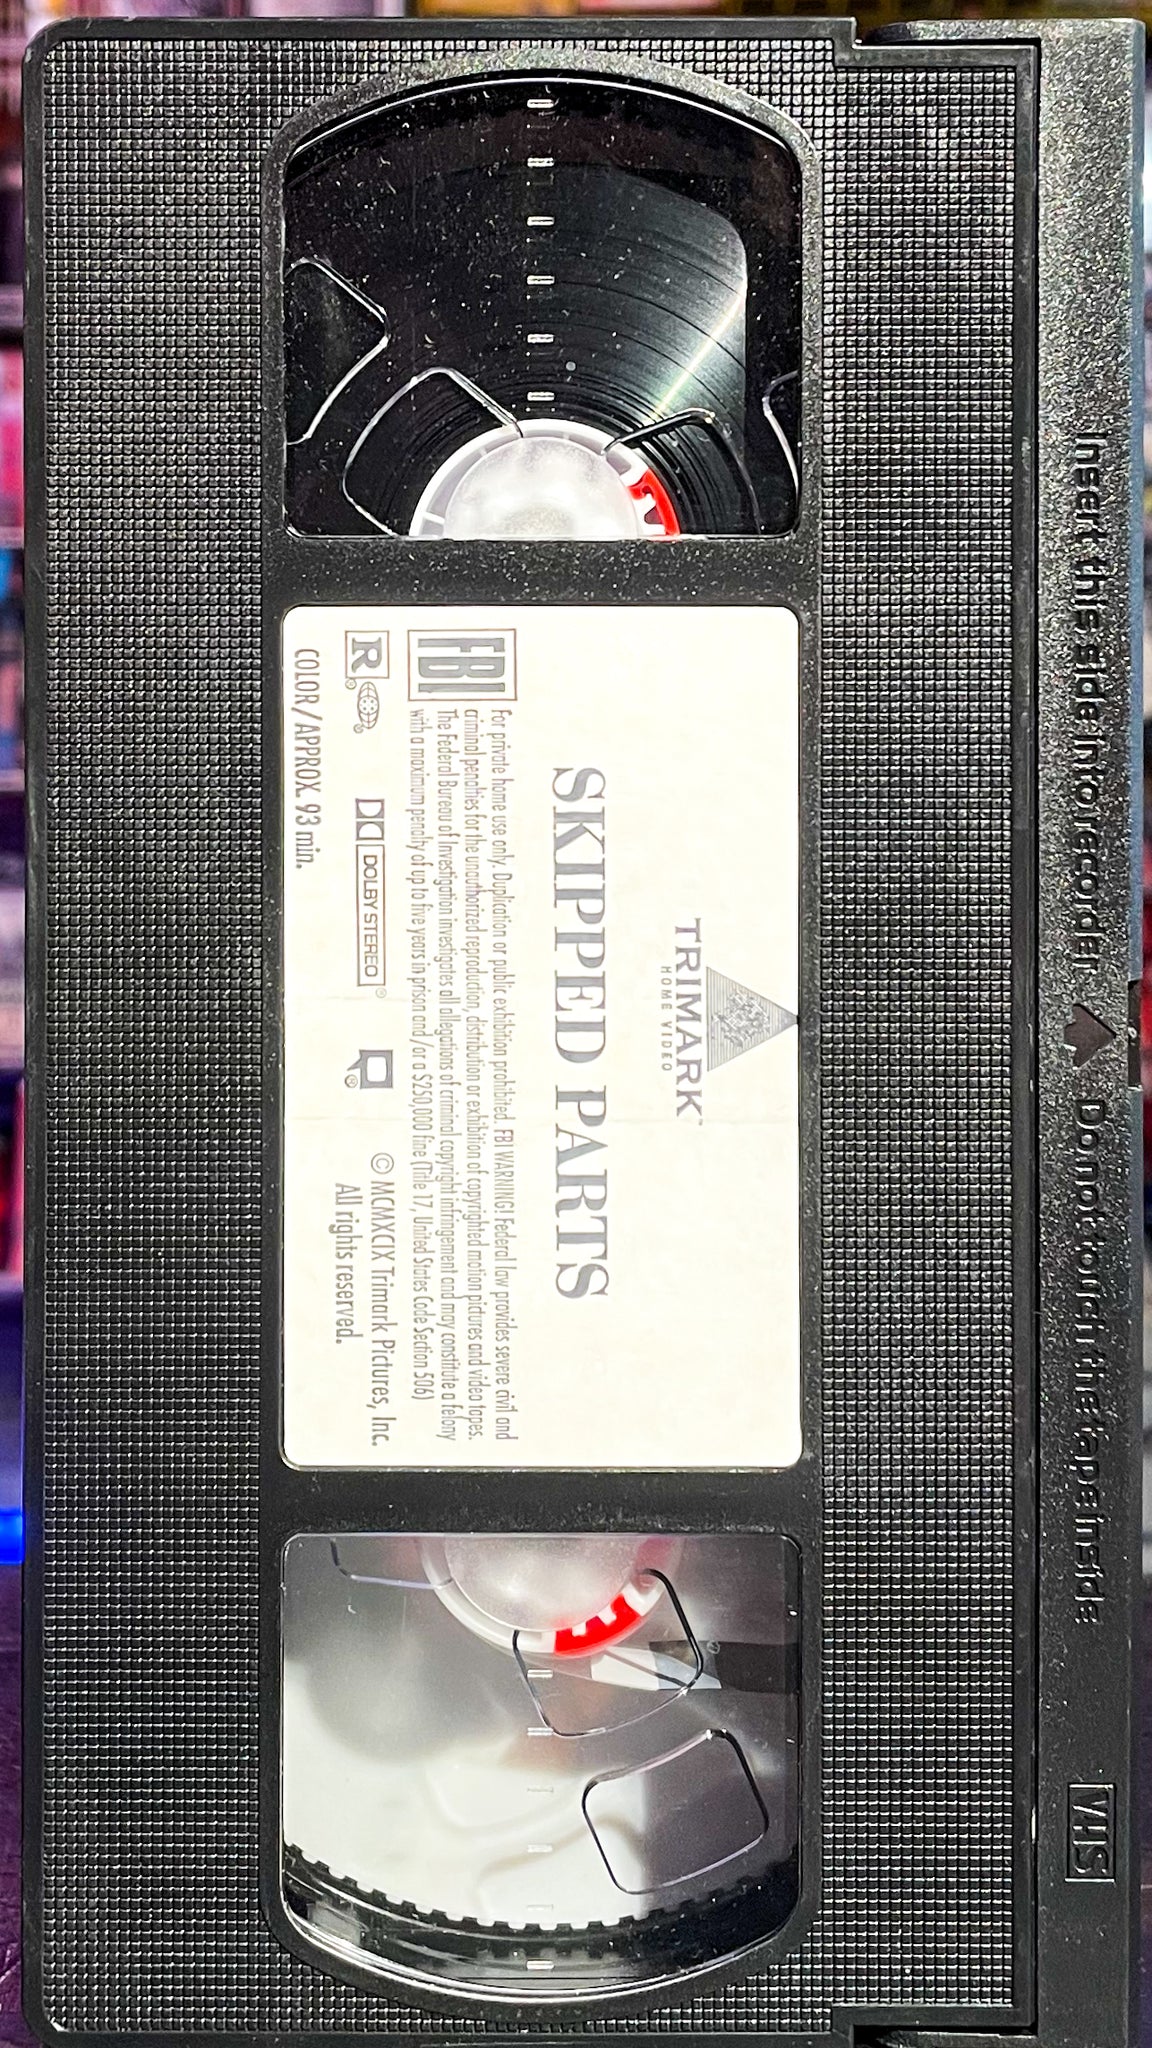 Insert this side into recorder ▲ Do not touch the tape inside
VHS
TRIMARK™
HOME VIDEO
SKIPPED PARTS
FBI
For private home use only. Duplication or public exhibition prohibited. FBI WARNING! Federal law provides severe civil and
criminal penalties for the unauthorized reproduction, distribution or exhibition of copyrighted motion pictures and video tapes.
The Federal Bureau of Investigation investigates all allegations of criminal copyright infringement and may constitute a felony
with a maximum penalty of up to five years in prison and/or a $250,000 fine (Title 17, United States Code Section 506)
R® ® DOLBY STEREO® ® © MCMXCIX Trimark Pictures, Inc.
All rights reserved.
COLOR/APPROX. 93 min.